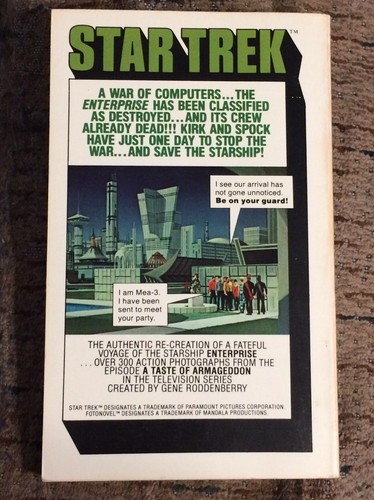 STAR TREK™
A WAR OF COMPUTERS...THE
ENTERPRISE HAS BEEN CLASSIFIED
AS DESTROYED...AND ITS CREW
ALREADY DEAD!!! KIRK AND SPOCK
HAVE JUST ONE DAY TO STOP THE
WAR...AND SAVE THE STARSHIP!
I see our arrival has
not gone unnoticed.
Be on your guard!
I am Mea-3.
I have been
sent to meet
your party.
THE AUTHENTIC RE-CREATION OF A FATEFUL
VOYAGE OF THE STARSHIP ENTERPRISE
...OVER 300 ACTION PHOTOGRAPHS FROM THE
EPISODE A TASTE OF ARMAGEDDON
IN THE TELEVISION SERIES
CREATED BY GENE RODDENBERRY
STAR TREK™ DESIGNATES A TRADEMARK OF PARAMOUNT PICTURES CORPORATION.
FOTONOVEL™ DESIGNATES A TRADEMARK OF MANDALA PRODUCTIONS.